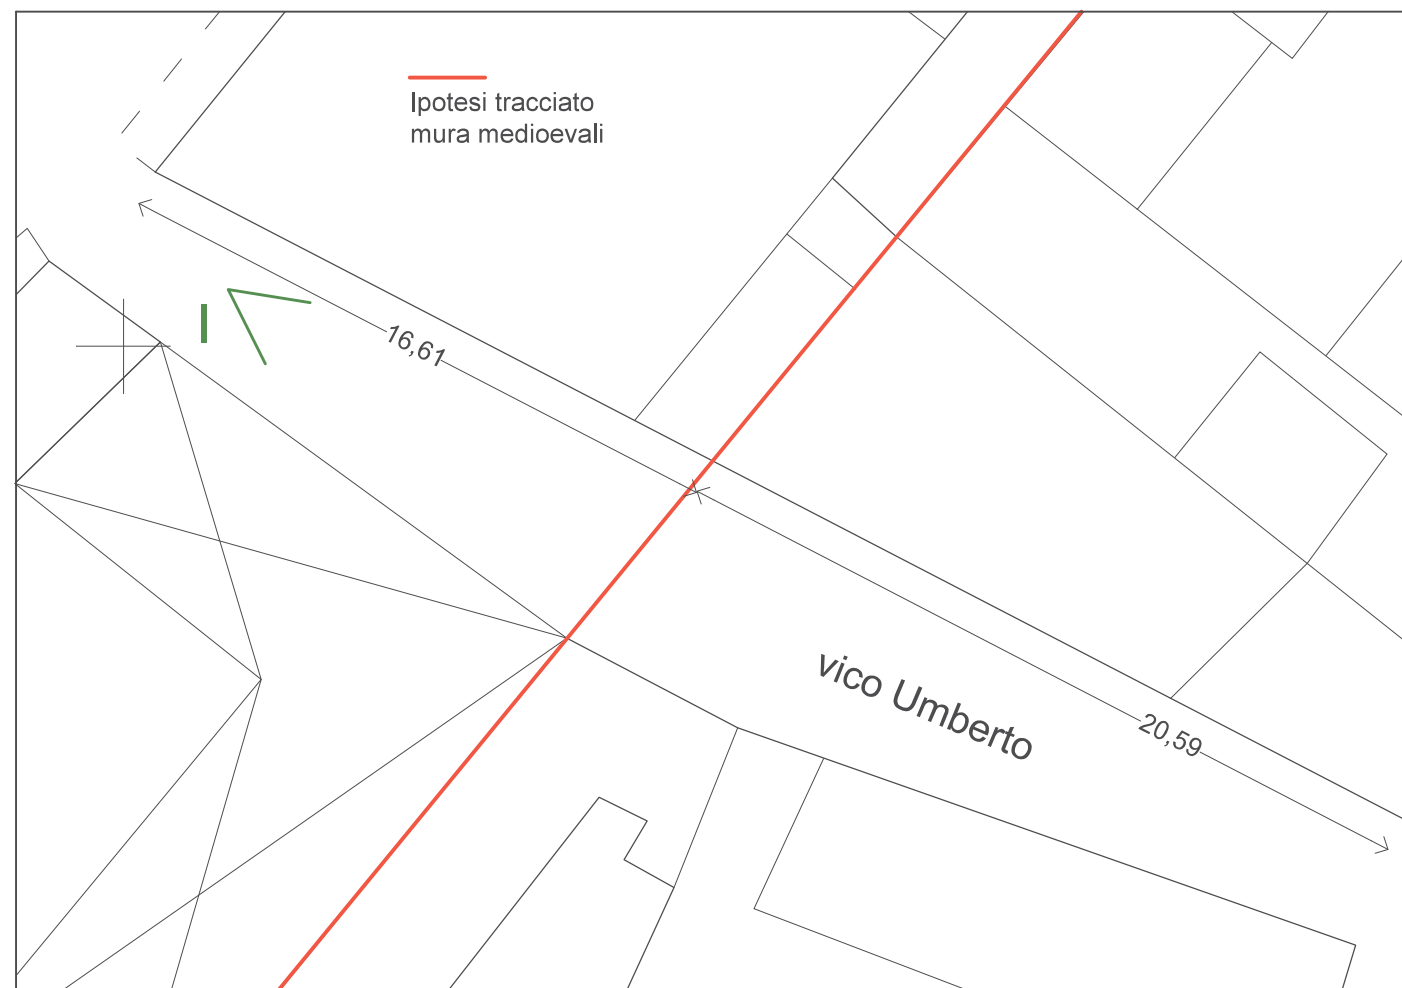 Ipotesi tracciato
mura medioevali
I
16,61
vico Umberto
20,59